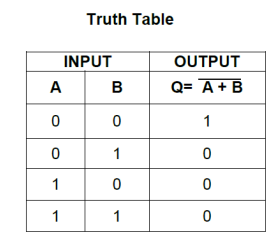 Truth Table
INPUT OUTPUT
A B Q= A̅ ̅+̅ ̅B̅
0 0 1
0 1 0
1 0 0
1 1 0